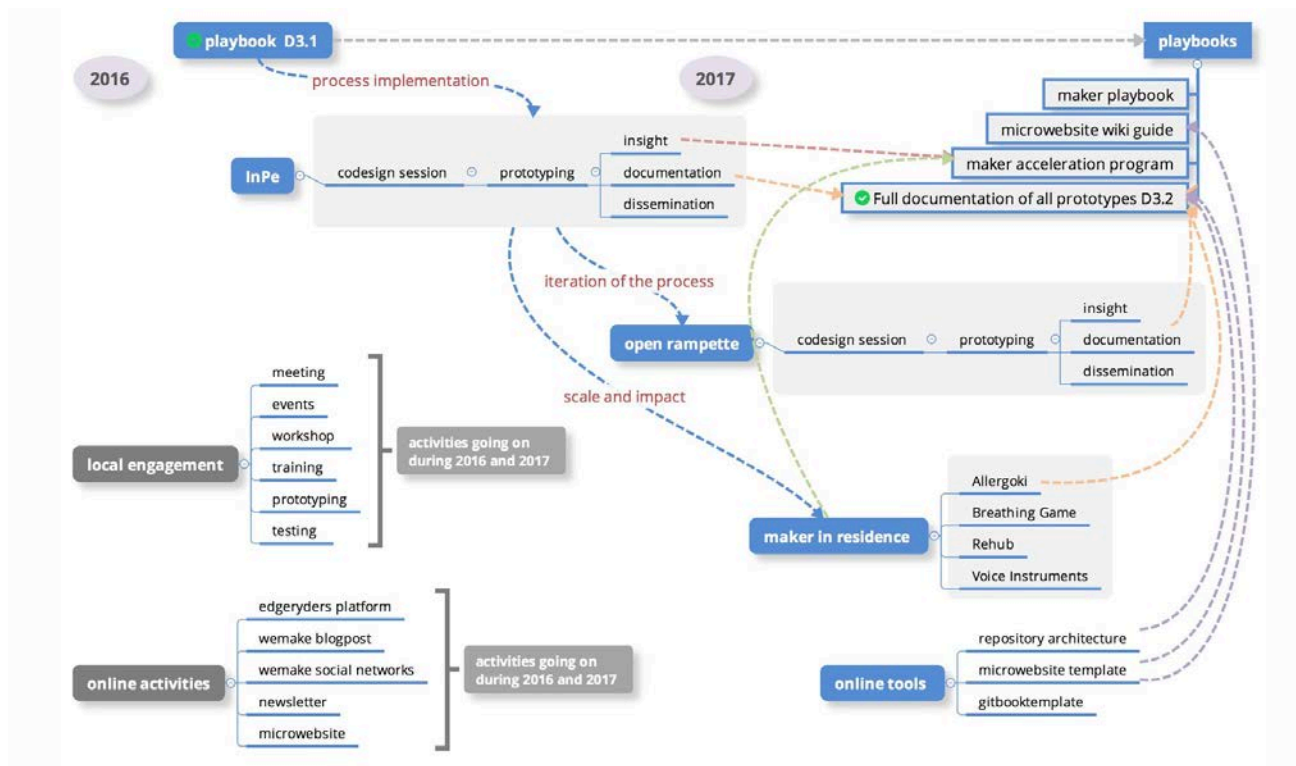 playbook D3.1
playbooks
2016
2017
process implementation
maker playbook
microwebsite wiki guide
maker acceleration program
Full documentation of all prototypes D3.2
InPe
codesign session
prototyping
insight
documentation
dissemination
iteration of the process
open rampette
codesign session
prototyping
insight
documentation
dissemination
scale and impact
local engagement
meeting
events
workshop
training
prototyping
testing
activities going on
during 2016 and 2017
maker in residence
Allergoki
Breathing Game
Rehub
Voice Instruments
online activities
edgeryders platform
wemake blogpost
wemake social networks
newsletter
microwebsite
activities going on
during 2016 and 2017
online tools
repository architecture
microwebsite template
gitbooktemplate